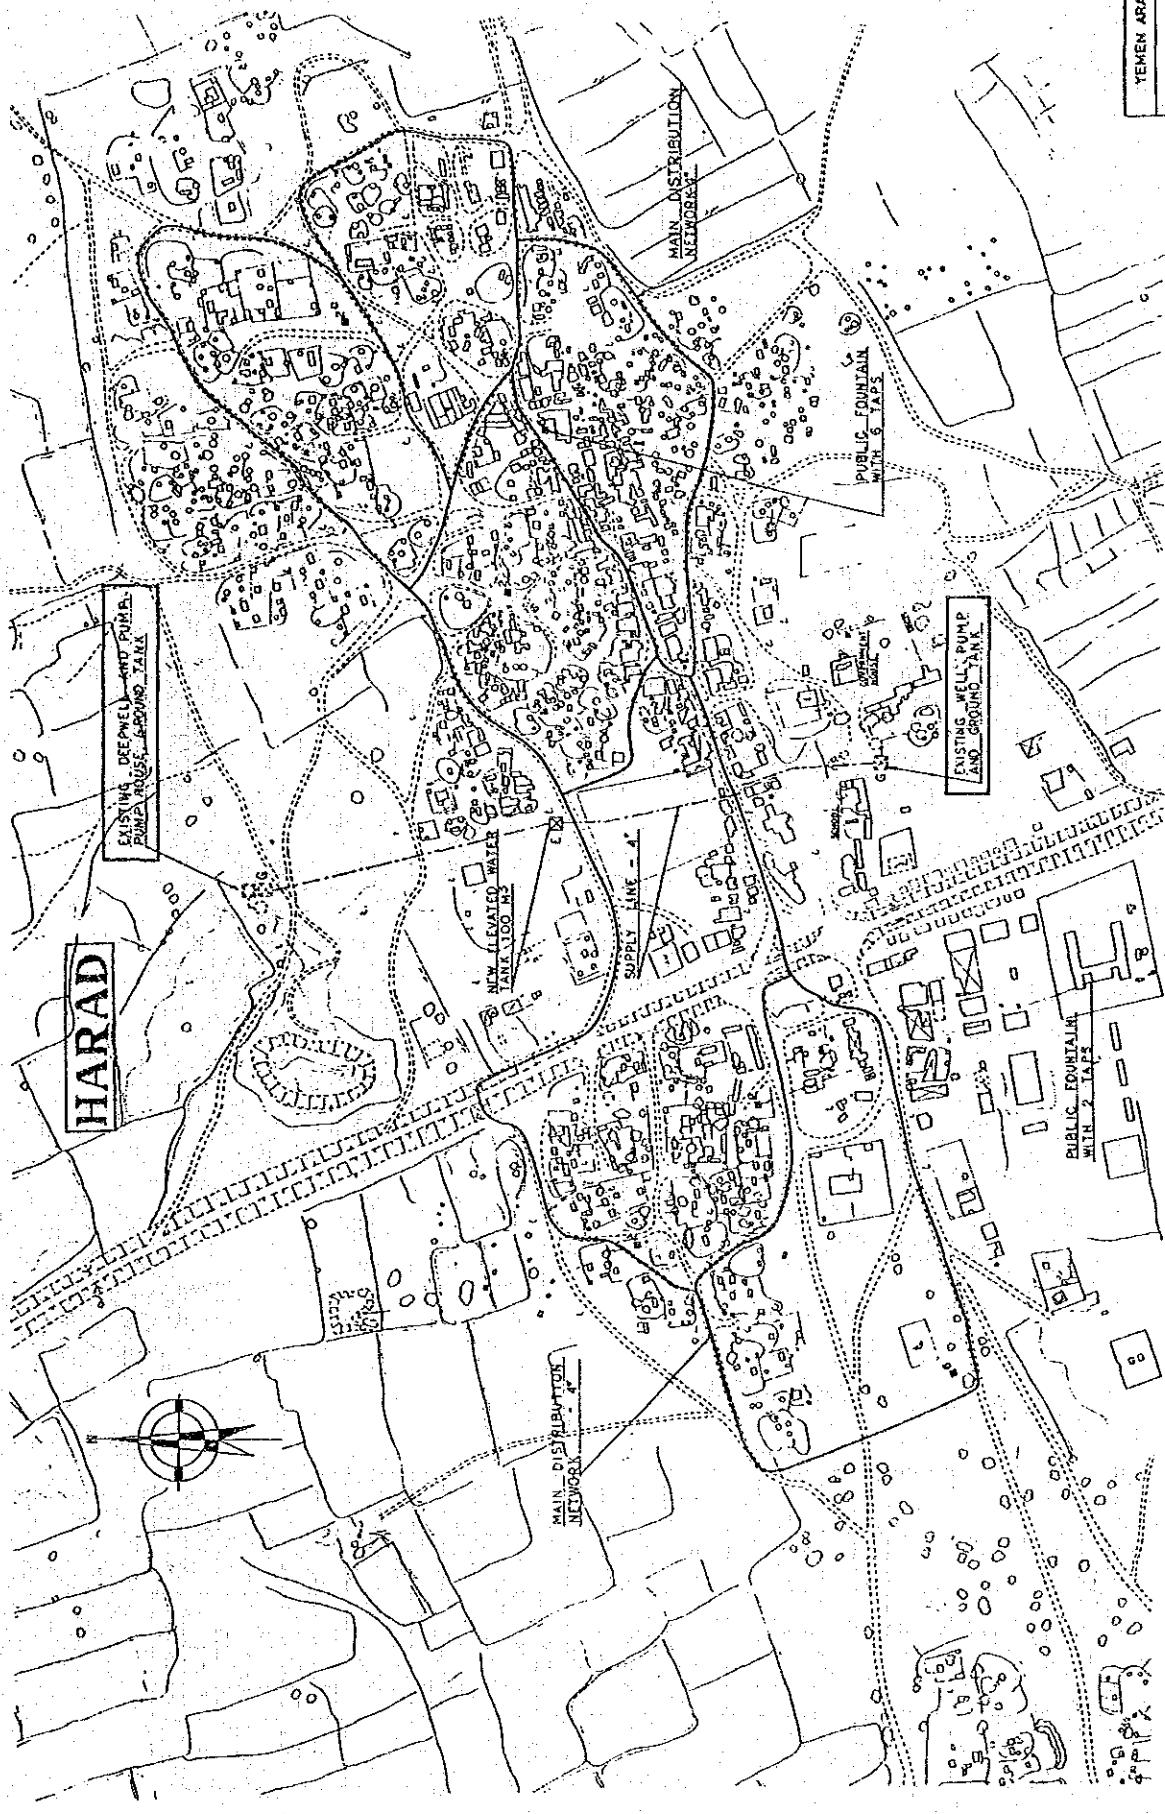 HARAD
EXISTING DEEPWELL AND PUMP,
PUMP HOUSE, GROUND TANK
NEW ELEVATED WATER
TANK (100) M3
SUPPLY LINE - 4"
MAIN DISTRIBUTION
NETWORK - 4"
MAIN DISTRIBUTION
NETWORK
PUBLIC FOUNTAIN
WITH 6 TAPS
EXISTING WELL, PUMP
AND GROUND TANK
GOVERNMENT
HOUSE
SCHOOL
PUBLIC FOUNTAIN
WITH 2 TAPS
YEMEN ARA